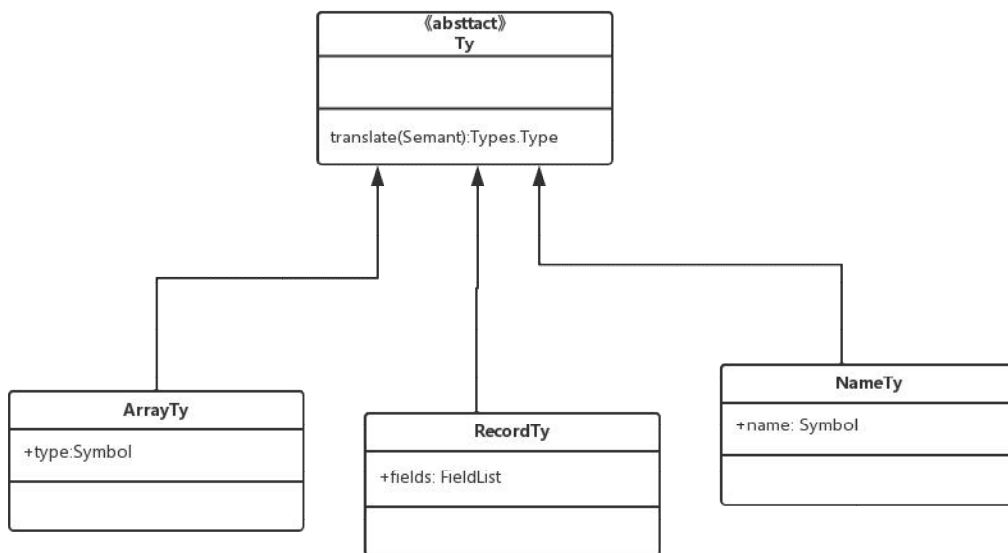 《absttact》
Ty
translate(Semant):Types.Type
ArrayTy
+type:Symbol
RecordTy
+fields: FieldList
NameTy
+name: Symbol